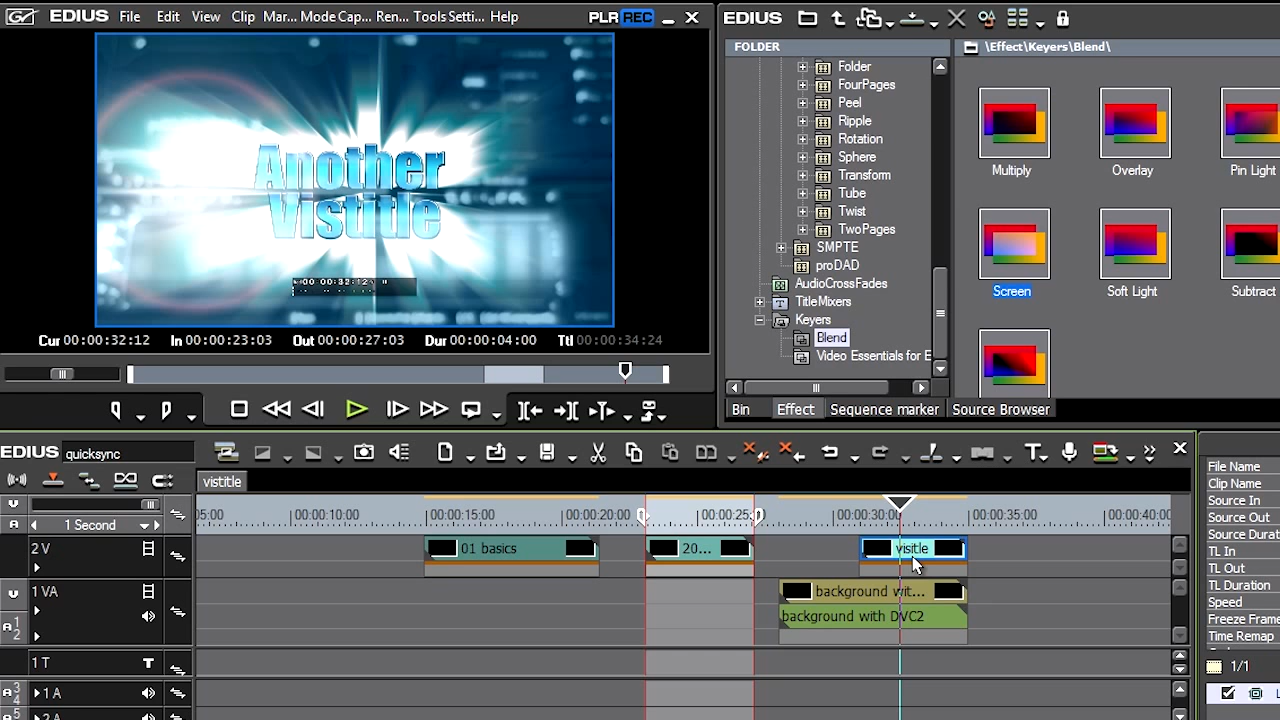 EDIUS File Edit View Clip Mar... Mode Cap... Ren... Tools Setti... Help PLR REC
Another
Vistitle
00 00:32:12
Cur 00:00:32:12 In 00:00:23:03 Out 00:00:27:03 Dur 00:00:04:00 Ttl 00:00:34:24
EDIUS
FOLDER
Folder
FourPages
Peel
Ripple
Rotation
Sphere
Transform
Tube
Twist
TwoPages
SMPTE
proDAD
AudioCrossFades
TitleMixers
Keyers
Blend
Video Essentials for E
\Effect\Keyers\Blend\
Multiply Overlay Pin Light
Screen Soft Light Subtract
Bin Effect Sequence marker Source Browser
EDIUS quicksync
vistitle
1 Second
05:00 00:00:10:00 00:00:15:00 00:00:20:00 00:00:25 00:00:30:00 00:00:35:00 00:00:40:00
2 V 01 basics 20... visitle
1 VA background wit...
A 1 2 background with DVC2
1 T T
A 3 4 1 A
A 5 2 A
File Name
Clip Name
Source In
Source Out
Source Durat
TL In
TL Out
TL Duration
Speed
Freeze Frame
Time Remap
1/1